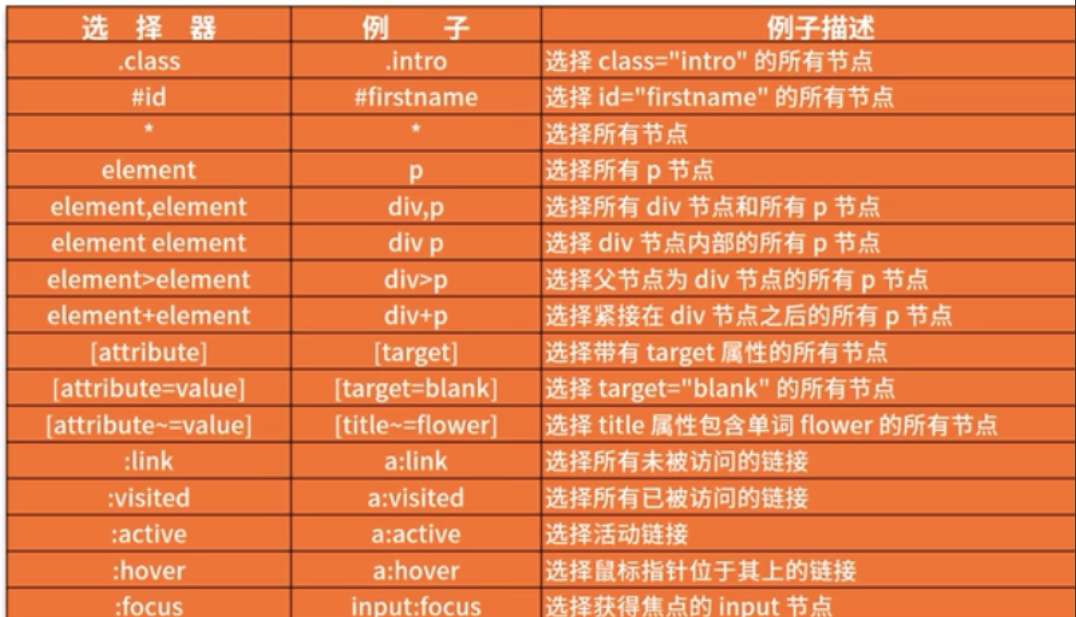 选 择 器 例 子 例子描述
.class .intro 选择 class="intro" 的所有节点
#id #firstname 选择 id="firstname" 的所有节点
* * 选择所有节点
element p 选择所有 p 节点
element,element div,p 选择所有 div 节点和所有 p 节点
element element div p 选择 div 节点内部的所有 p 节点
element>element div>p 选择父节点为 div 节点的所有 p 节点
element+element div+p 选择紧接在 div 节点之后的所有 p 节点
[attribute] [target] 选择带有 target 属性的所有节点
[attribute=value] [target=blank] 选择 target="blank" 的所有节点
[attribute~=value] [title~=flower] 选择 title 属性包含单词 flower 的所有节点
:link a:link 选择所有未被访问的链接
:visited a:visited 选择所有已被访问的链接
:active a:active 选择活动链接
:hover a:hover 选择鼠标指针位于其上的链接
:focus input:focus 选择获得焦点的 input 节点